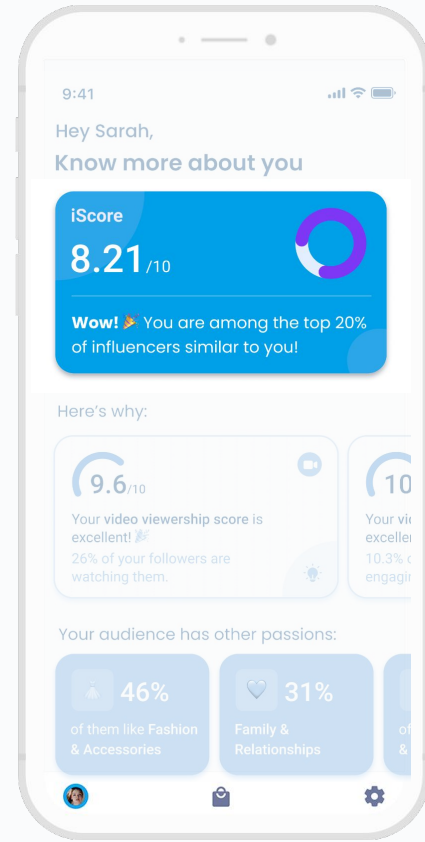 9:41
Hey Sarah,
Know more about you
iScore
8.21/10
Wow! 🎉 You are among the top 20%
of influencers similar to you!
Here's why:
9.6/10
Your video viewership score is
excellent! 🎉
26% of your followers are
watching them.
10
Your
10.3%
Your audience has other passions:
46%
of them like Fashion
& Accessories
31%
Family &
Relationships
of
&